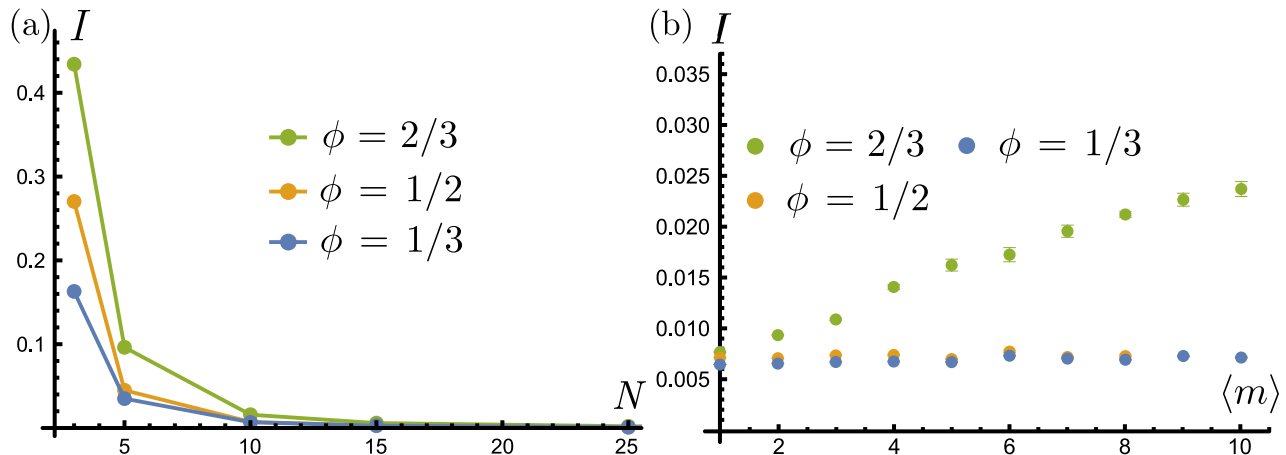 (a) I
0.4
0.3
0.2
0.1
5 10 15 20 25
N
ϕ = 2/3
ϕ = 1/2
ϕ = 1/3
(b) I
0.035
0.030
0.025
0.020
0.015
0.010
0.005
2 4 6 8 10
⟨m⟩
ϕ = 2/3 ϕ = 1/3
ϕ = 1/2